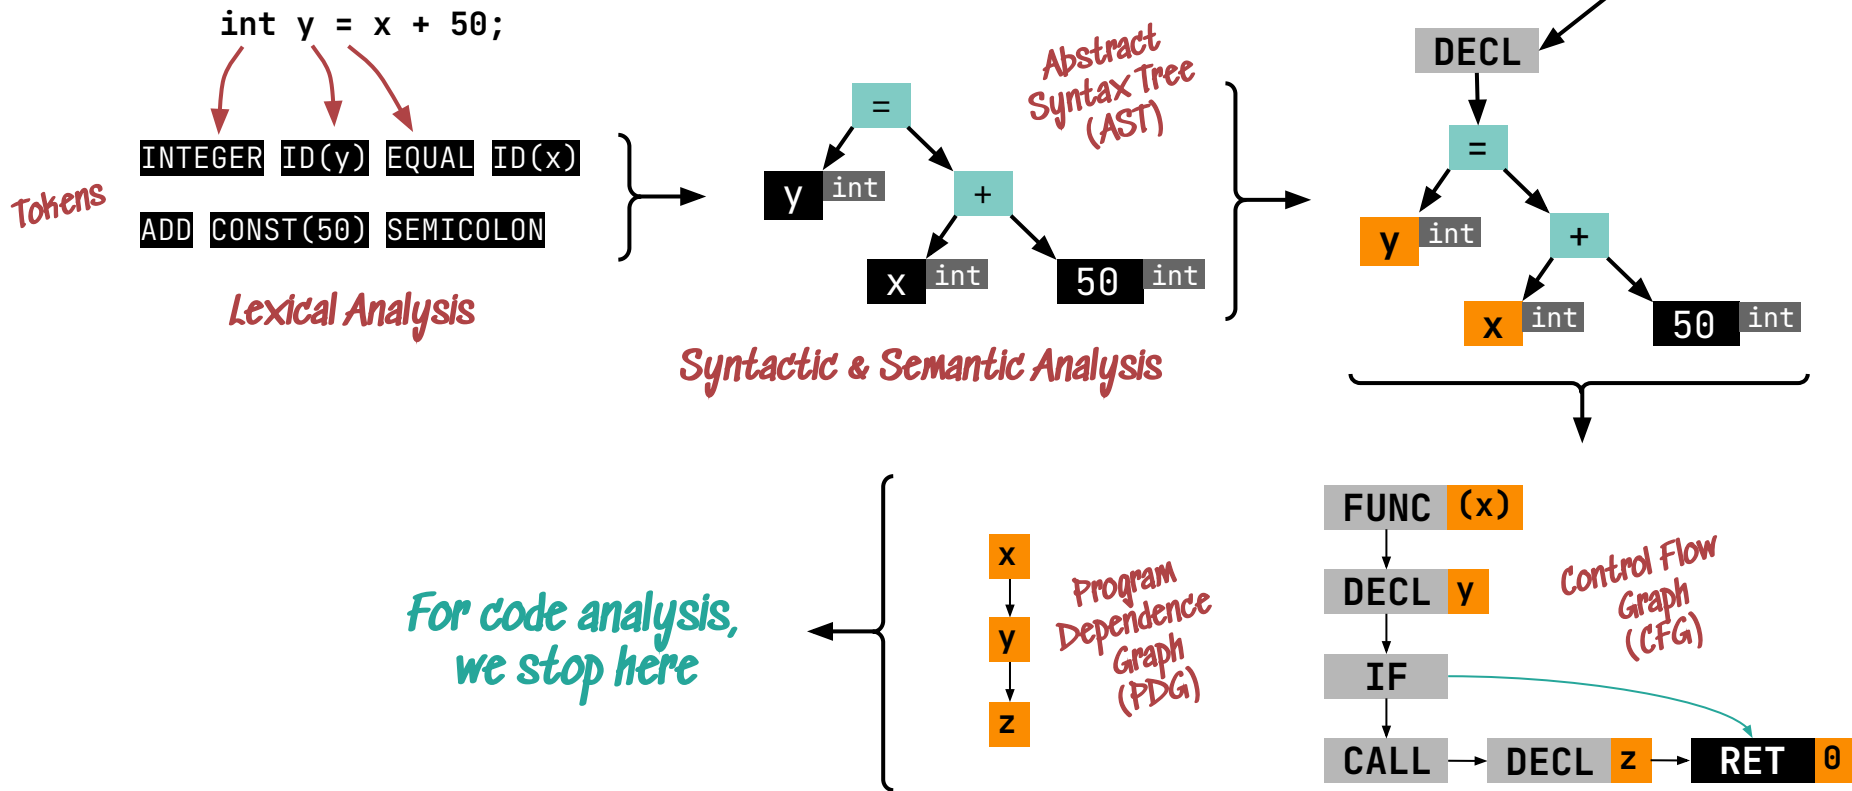 int y = x + 50;
Tokens
INTEGER ID(y) EQUAL ID(x)
ADD CONST(50) SEMICOLON
Lexical Analysis
=
y int
+
x int
50 int
Abstract
Syntax Tree
(AST)
Syntactic & Semantic Analysis
DECL
=
y int
+
x int
50 int
FUNC (x)
DECL y
IF
CALL
DECL z
RET 0
Control Flow
Graph
(CFG)
x
y
z
Program
Dependence
Graph
(PDG)
For code analysis,
we stop here